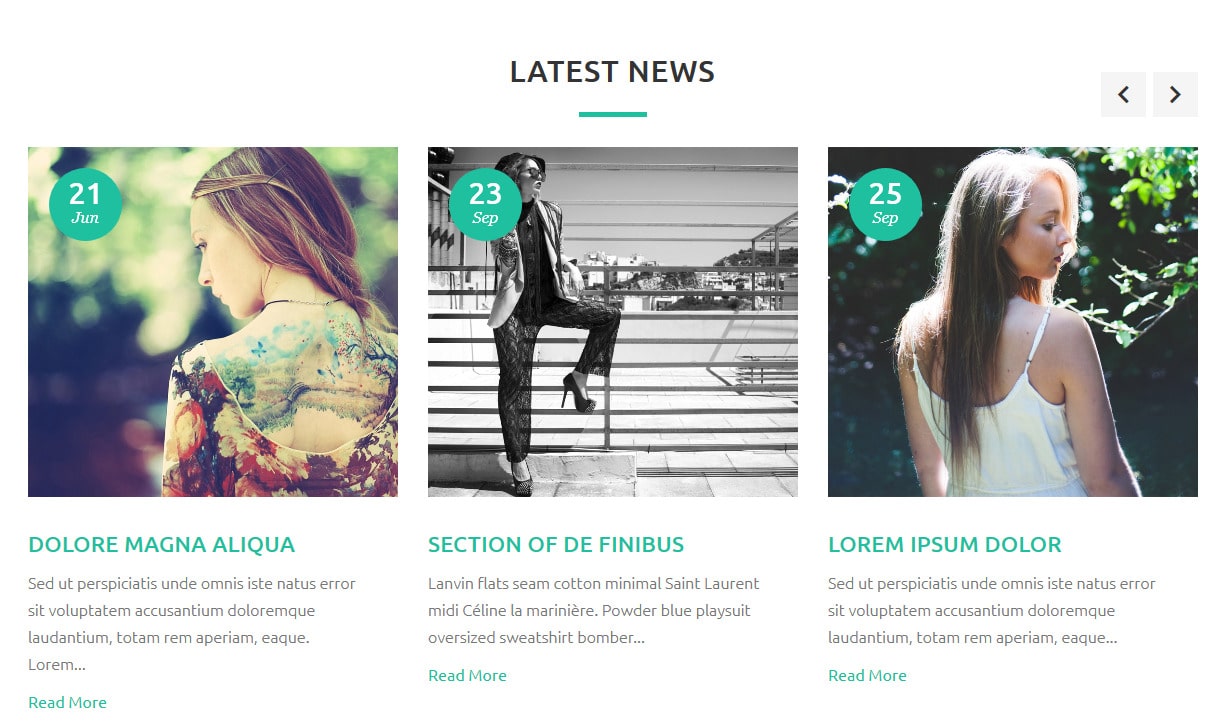 LATEST NEWS
21
Jun
23
Sep
25
Sep
DOLORE MAGNA ALIQUA
Sed ut perspiciatis unde omnis iste natus error
sit voluptatem accusantium doloremque
laudantium, totam rem aperiam, eaque.
Lorem...
Read More
SECTION OF DE FINIBUS
Lanvin flats seam cotton minimal Saint Laurent
midi Céline la marinière. Powder blue playsuit
oversized sweatshirt bomber...
Read More
LOREM IPSUM DOLOR
Sed ut perspiciatis unde omnis iste natus error
sit voluptatem accusantium doloremque
laudantium, totam rem aperiam, eaque...
Read More